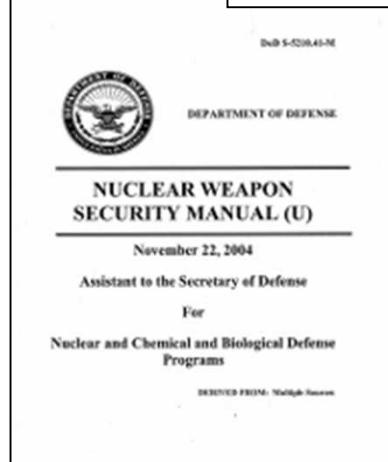 DoD S-5210.41-M
DEPARTMENT OF DEFENSE
NUCLEAR WEAPON
SECURITY MANUAL (U)
November 22, 2004
Assistant to the Secretary of Defense
For
Nuclear and Chemical and Biological Defense
Programs
DERIVED FROM: Multiple Sources